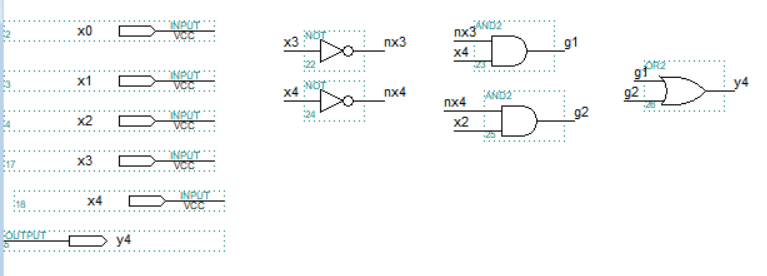 x0 INPUT VCC
2
x1 INPUT VCC
3
x2 INPUT VCC
4
x3 INPUT VCC
17
x4 INPUT VCC
18
OUTPUT y4
5
NOT
x3 nx3
22
NOT
x4 nx4
24
AND2
nx3
x4 g1
23
AND2
nx4
x2 g2
25
OR2
g1
g2 y4
26